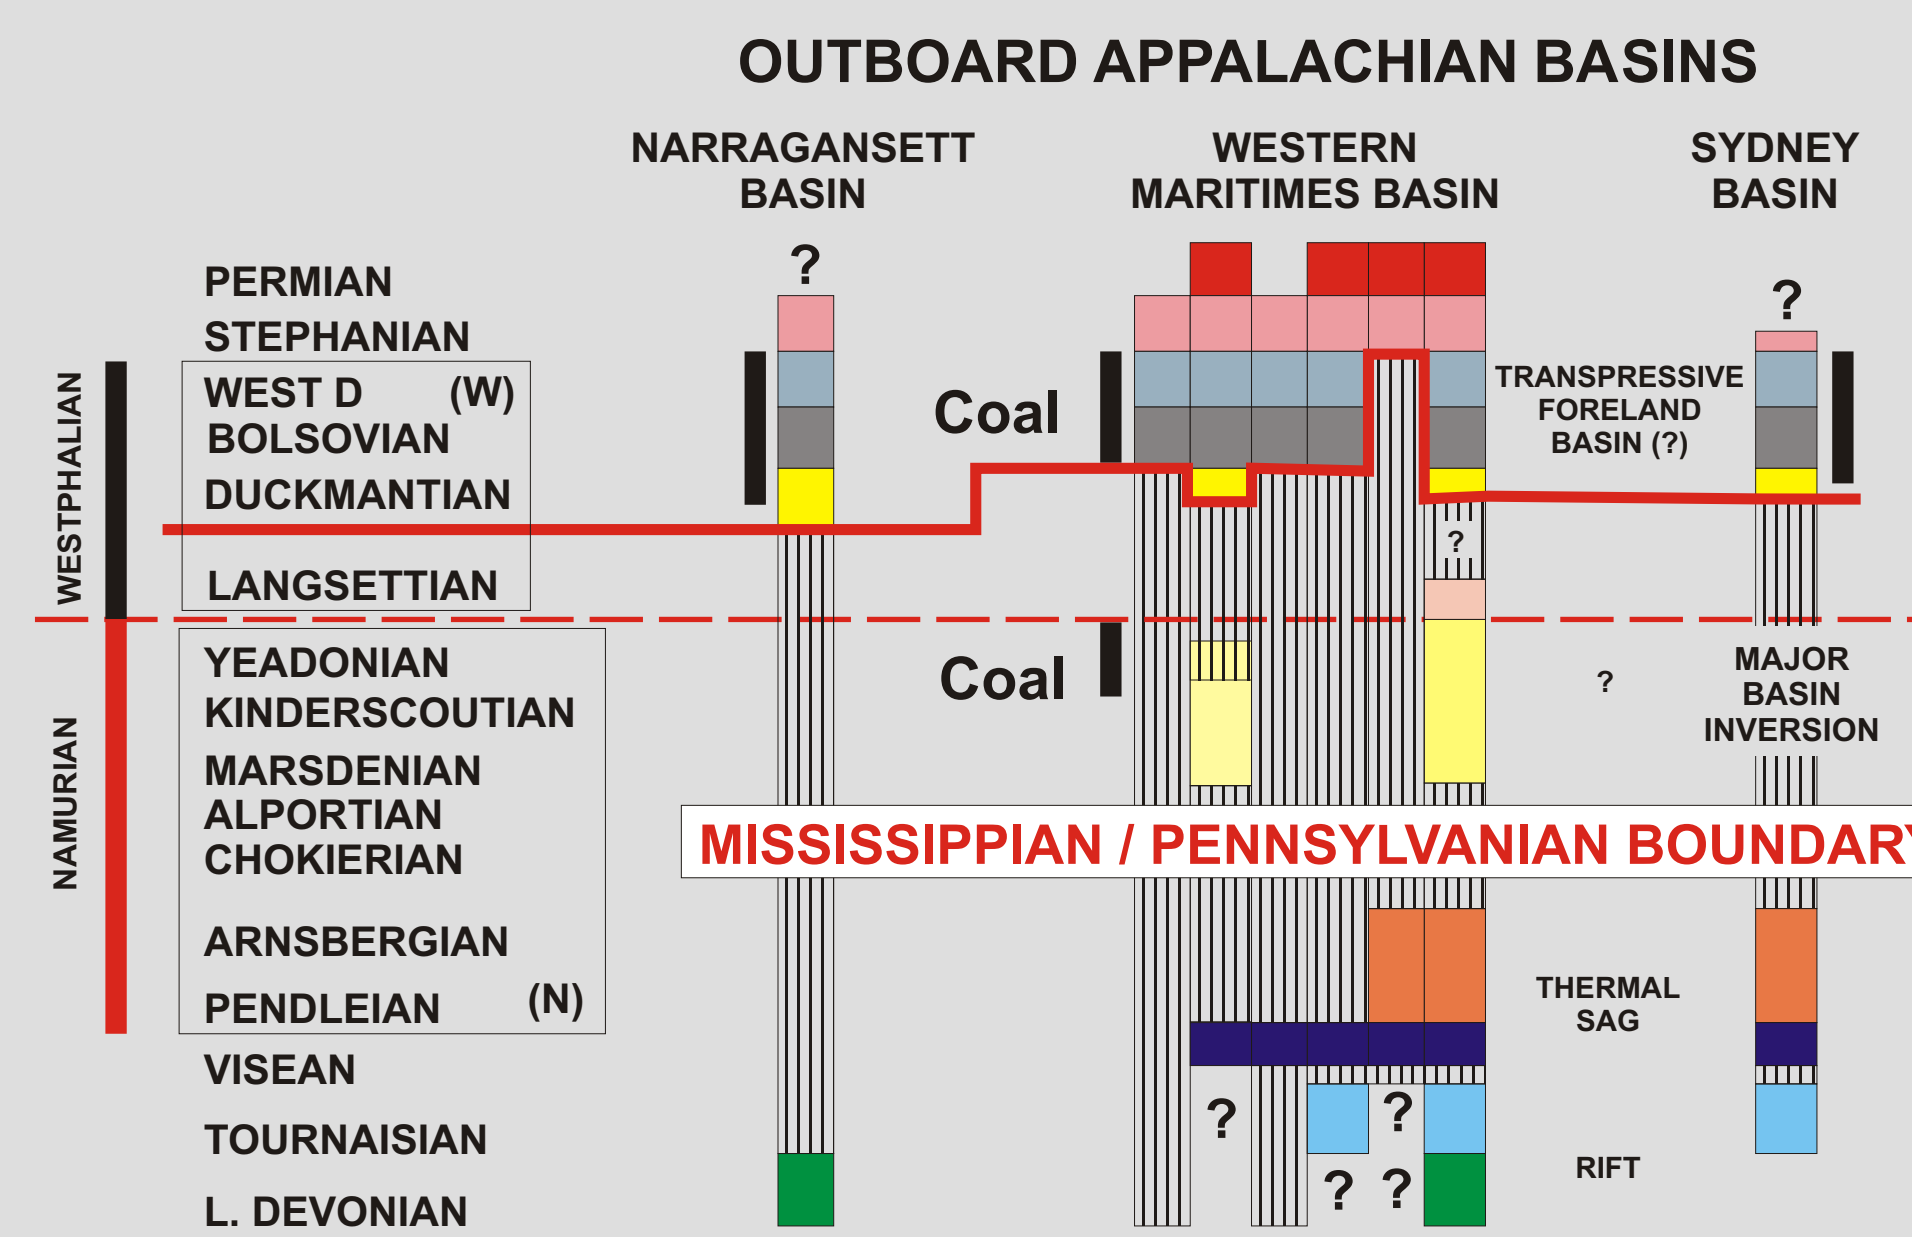 OUTBOARD APPALACHIAN BASINS
NARRAGANSETT
BASIN
WESTERN
MARITIMES BASIN
SYDNEY
BASIN
?
?
PERMIAN
STEPHANIAN
WESTPHALIAN
WEST D (W)
BOLSOVIAN
DUCKMANTIAN
LANGSETTIAN
Coal
TRANSPRESSIVE
FORELAND
BASIN (?)
?
NAMURIAN
YEADONIAN
KINDERSCOUTIAN
MARSDENIAN
ALPORTIAN
CHOKIERIAN
ARNSBERGIAN
PENDLEIAN (N)
Coal
?
MAJOR
BASIN
INVERSION
MISSISSIPPIAN / PENNSYLVANIAN BOUNDARY
THERMAL
SAG
VISEAN
TOURNAISIAN
L. DEVONIAN
?
?
?
?
RIFT